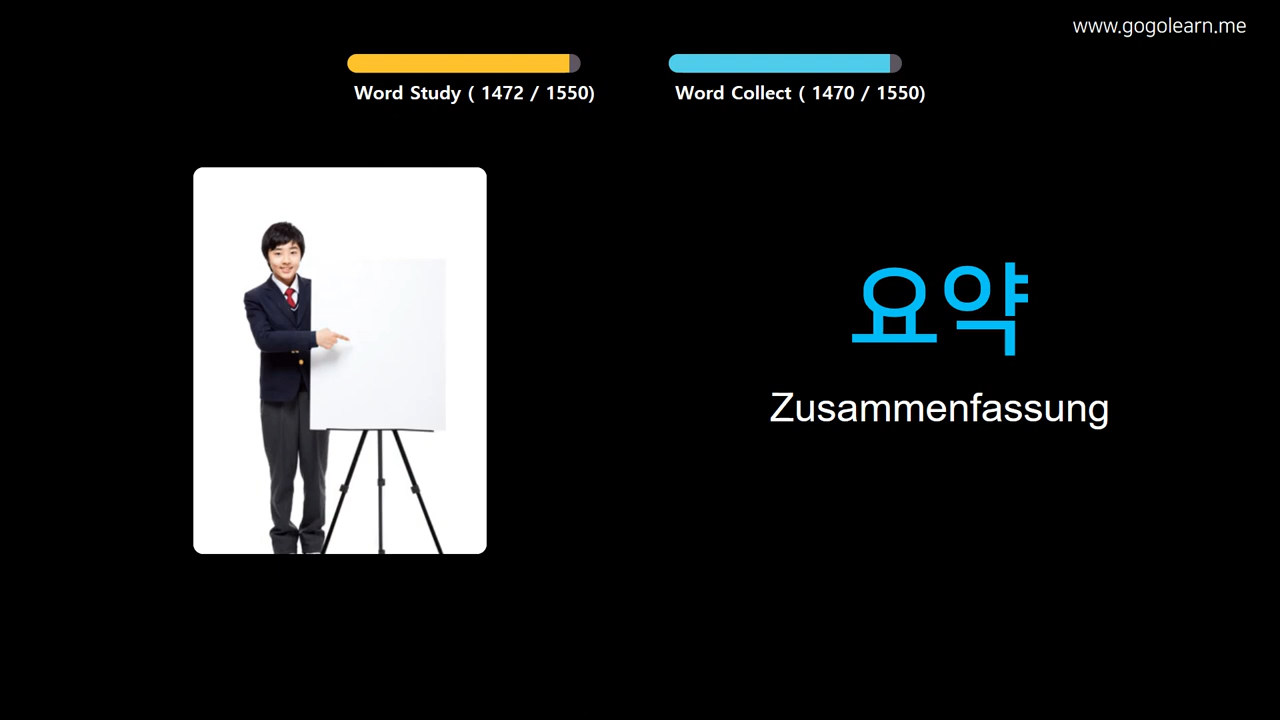 www.gogolearn.me
Word Study ( 1472 / 1550)
Word Collect ( 1470 / 1550)
요약
Zusammenfassung